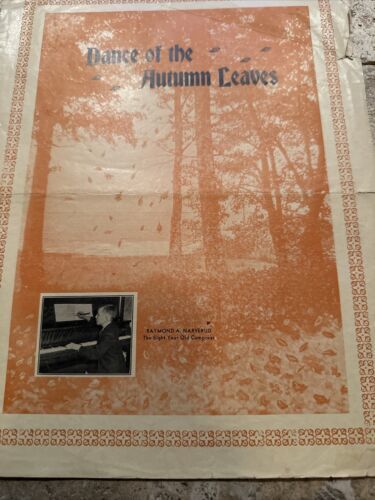 Dance of the
Autumn Leaves
RAYMOND A. NARVERUD
The Eight Year Old Composer